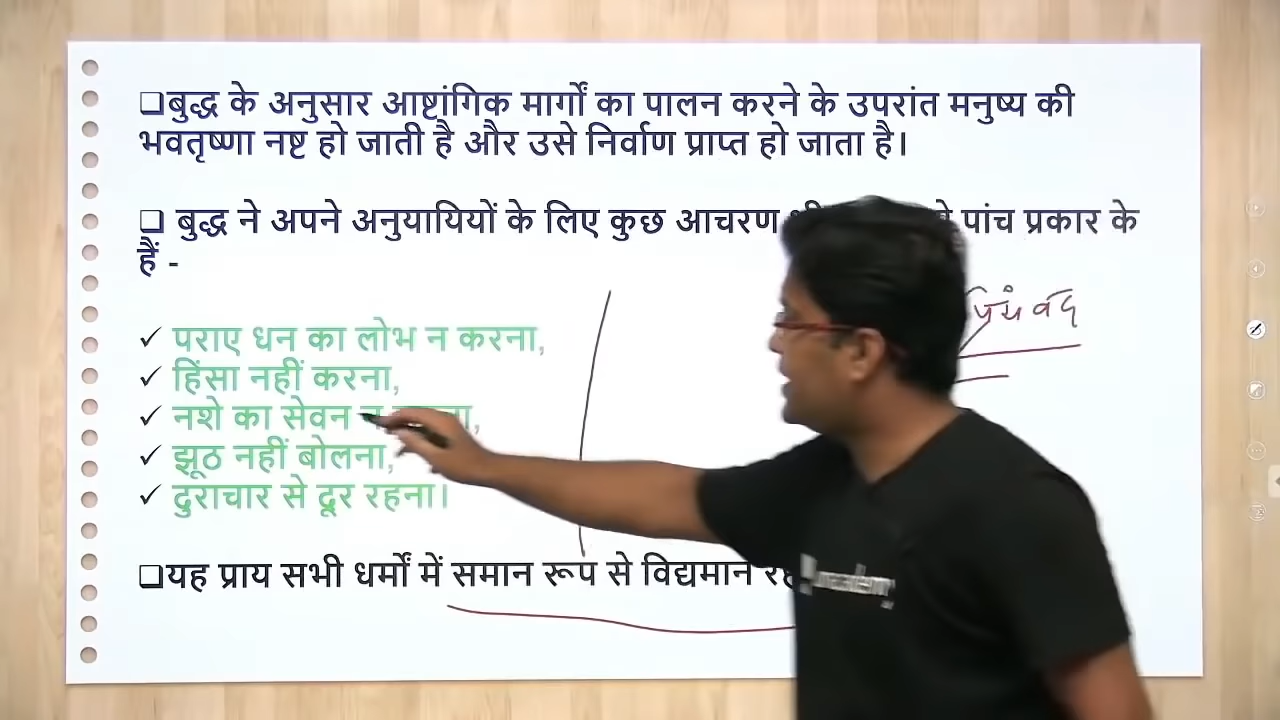 ❑बुद्ध के अनुसार आष्टांगिक मार्गों का पालन करने के उपरांत मनुष्य की
भवतृष्णा नष्ट हो जाती है और उसे निर्वाण प्राप्त हो जाता है।
❑ बुद्ध ने अपने अनुयायियों के लिए कुछ आचरण पांच प्रकार के
हैं -
✓ पराए धन का लोभ न करना,
✓ हिंसा नहीं करना,
✓ नशे का सेवन न
✓ झूठ नहीं बोलना,
✓ दुराचार से दूर रहना।
❑यह प्राय सभी धर्मों में समान रूप से विद्यमान